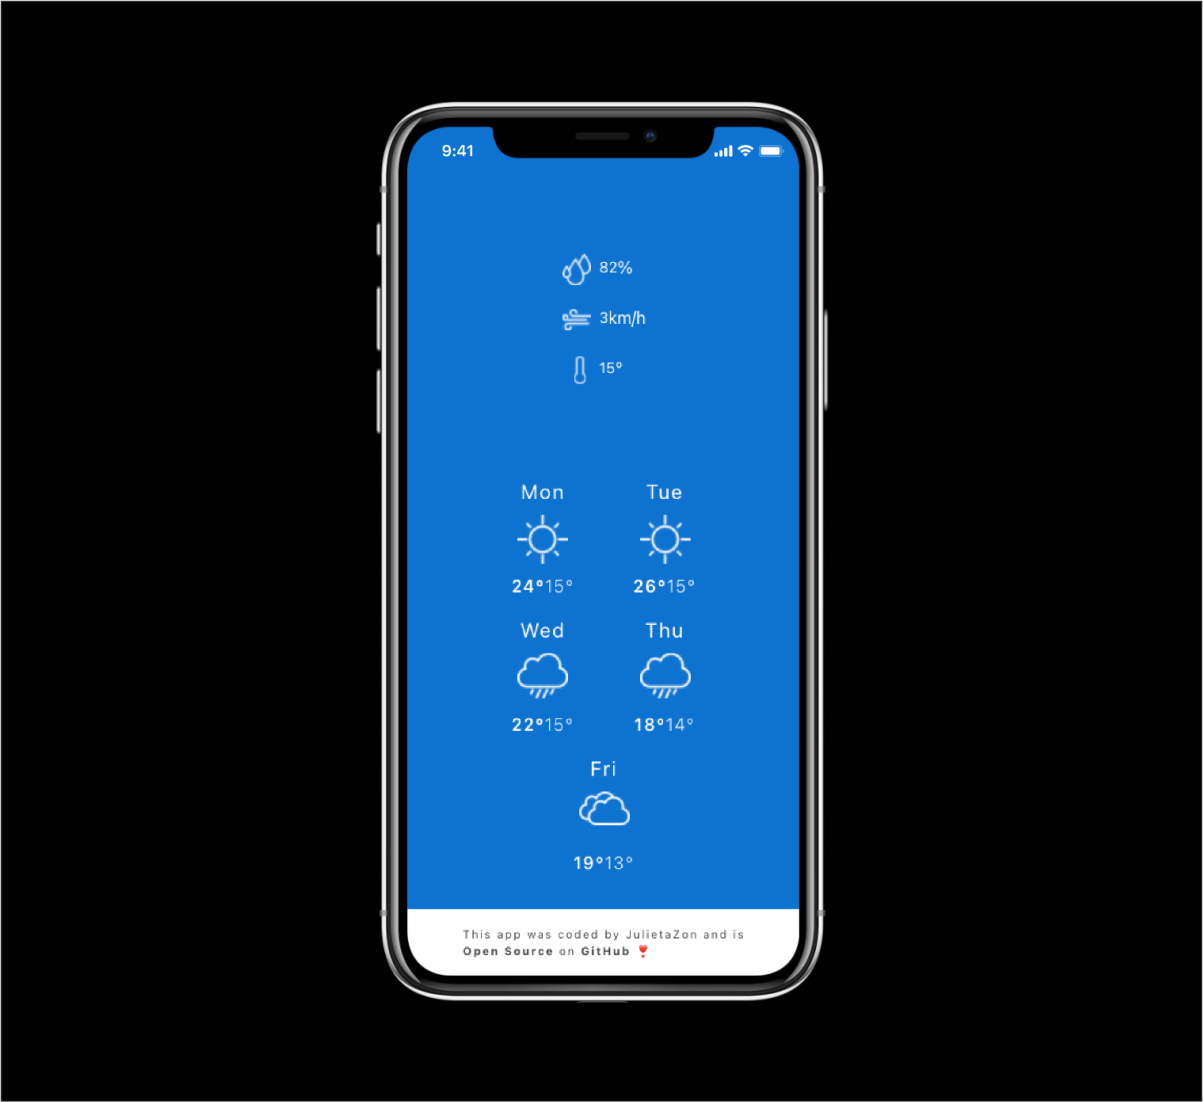 9:41
82%
3km/h
15°
Mon Tue
24°15° 26°15°
Wed Thu
22°15° 18°14°
Fri
19°13°
This app was coded by JulietaZon and is
Open Source on GitHub ❣️